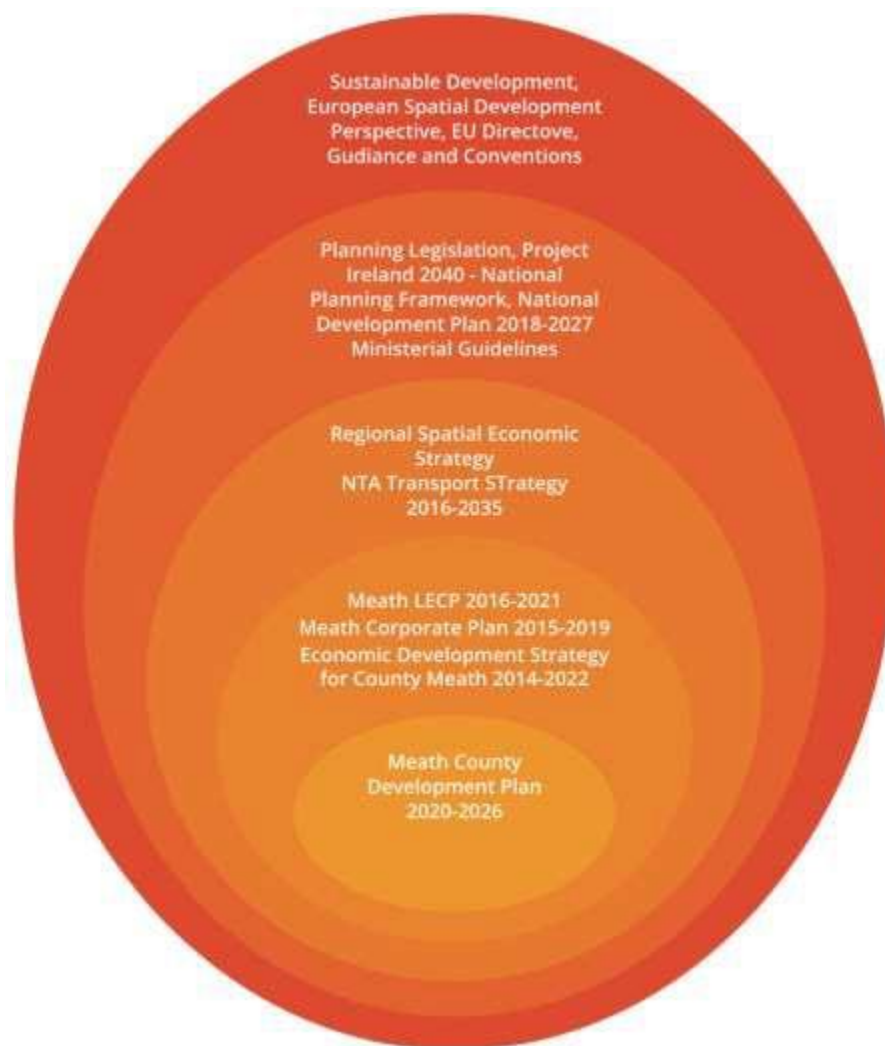 Sustainable Development,
European Spatial Development
Perspective, EU Directove,
Gudiance and Conventions
Planning Legislation, Project
Ireland 2040 - National
Planning Framework, National
Development Plan 2018-2027
Ministerial Guidelines
Regional Spatial Economic
Strategy
NTA Transport STrategy
2016-2035
Meath LECP 2016-2021
Meath Corporate Plan 2015-2019
Economic Development Strategy
for County Meath 2014-2022
Meath County
Development Plan
2020-2026